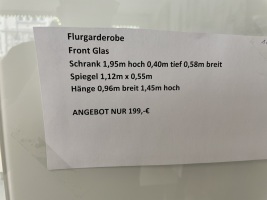 Flurgarderobe
Front Glas
Schrank 1,95m hoch 0,40m tief 0,58m breit
Spiegel 1,12m x 0,55m
Hänge 0,96m breit 1,45m hoch
ANGEBOT NUR 199,-€